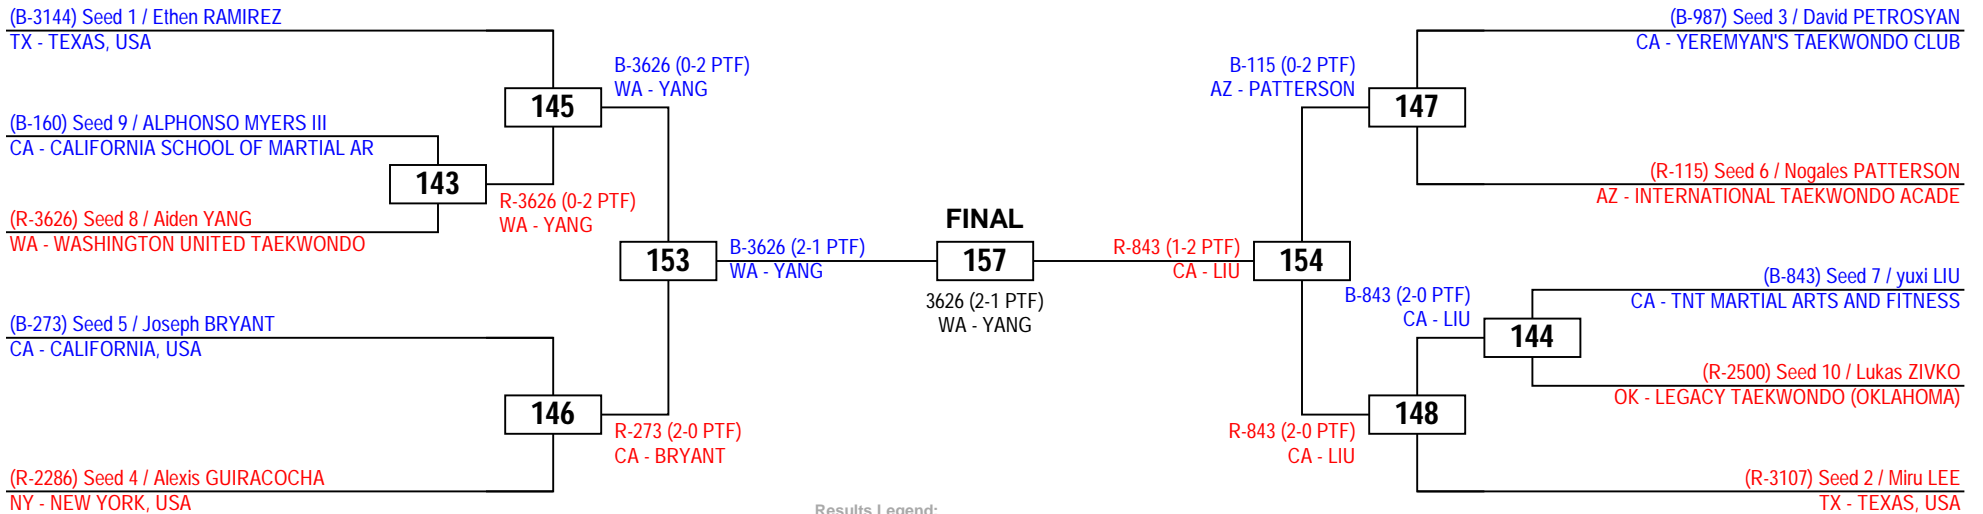 (B-3144) Seed 1 / Ethen RAMIREZ
TX - TEXAS, USA
(B-160) Seed 9 / ALPHONSO MYERS III
CA - CALIFORNIA SCHOOL OF MARTIAL AR
(R-3626) Seed 8 / Aiden YANG
WA - WASHINGTON UNITED TAEKWONDO
(B-273) Seed 5 / Joseph BRYANT
CA - CALIFORNIA, USA
(R-2286) Seed 4 / Alexis GUIRACOCHA
NY - NEW YORK, USA
143
R-3626 (0-2 PTF)
WA - YANG
145
B-3626 (0-2 PTF)
WA - YANG
146
R-273 (2-0 PTF)
CA - BRYANT
153
B-3626 (2-1 PTF)
WA - YANG
FINAL
157
3626 (2-1 PTF)
WA - YANG
R-843 (1-2 PTF)
CA - LIU
154
B-115 (0-2 PTF)
AZ - PATTERSON
147
B-843 (2-0 PTF)
CA - LIU
144
R-843 (2-0 PTF)
CA - LIU
148
(B-987) Seed 3 / David PETROSYAN
CA - YEREMYAN'S TAEKWONDO CLUB
(R-115) Seed 6 / Nogales PATTERSON
AZ - INTERNATIONAL TAEKWONDO ACADE
(B-843) Seed 7 / yuxi LIU
CA - TNT MARTIAL ARTS AND FITNESS
(R-2500) Seed 10 / Lukas ZIVKO
OK - LEGACY TAEKWONDO (OKLAHOMA)
(R-3107) Seed 2 / Miru LEE
TX - TEXAS, USA
Results Legend: